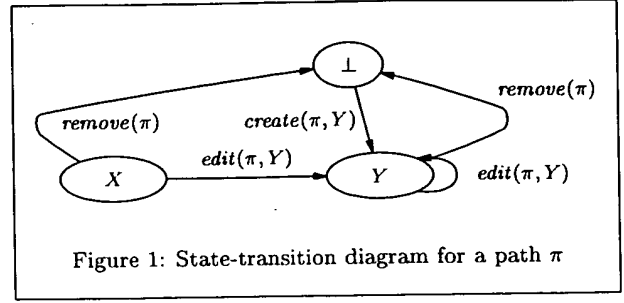 ⊥
remove(π)
remove(π)
create(π, Y)
edit(π, Y)
X
Y
edit(π, Y)
Figure 1: State-transition diagram for a path π